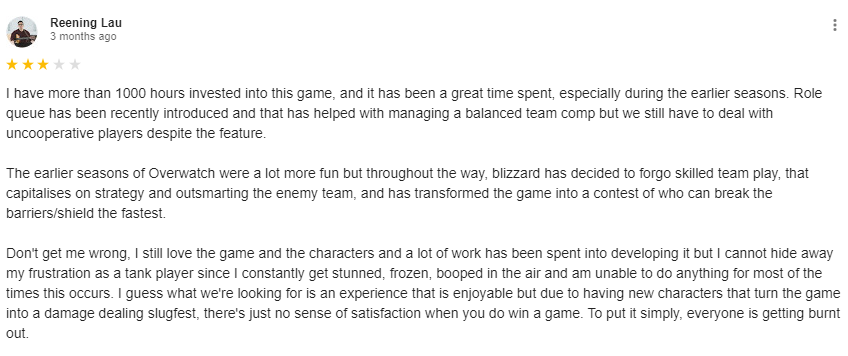 Reening Lau
3 months ago
I have more than 1000 hours invested into this game, and it has been a great time spent, especially during the earlier seasons. Role
queue has been recently introduced and that has helped with managing a balanced team comp but we still have to deal with
uncooperative players despite the feature.
The earlier seasons of Overwatch were a lot more fun but throughout the way, blizzard has decided to forgo skilled team play, that
capitalises on strategy and outsmarting the enemy team, and has transformed the game into a contest of who can break the
barriers/shield the fastest.
Don't get me wrong, I still love the game and the characters and a lot of work has been spent into developing it but I cannot hide away
my frustration as a tank player since I constantly get stunned, frozen, booped in the air and am unable to do anything for most of the
times this occurs. I guess what we're looking for is an experience that is enjoyable but due to having new characters that turn the game
into a damage dealing slugfest, there's just no sense of satisfaction when you do win a game. To put it simply, everyone is getting burnt
out.